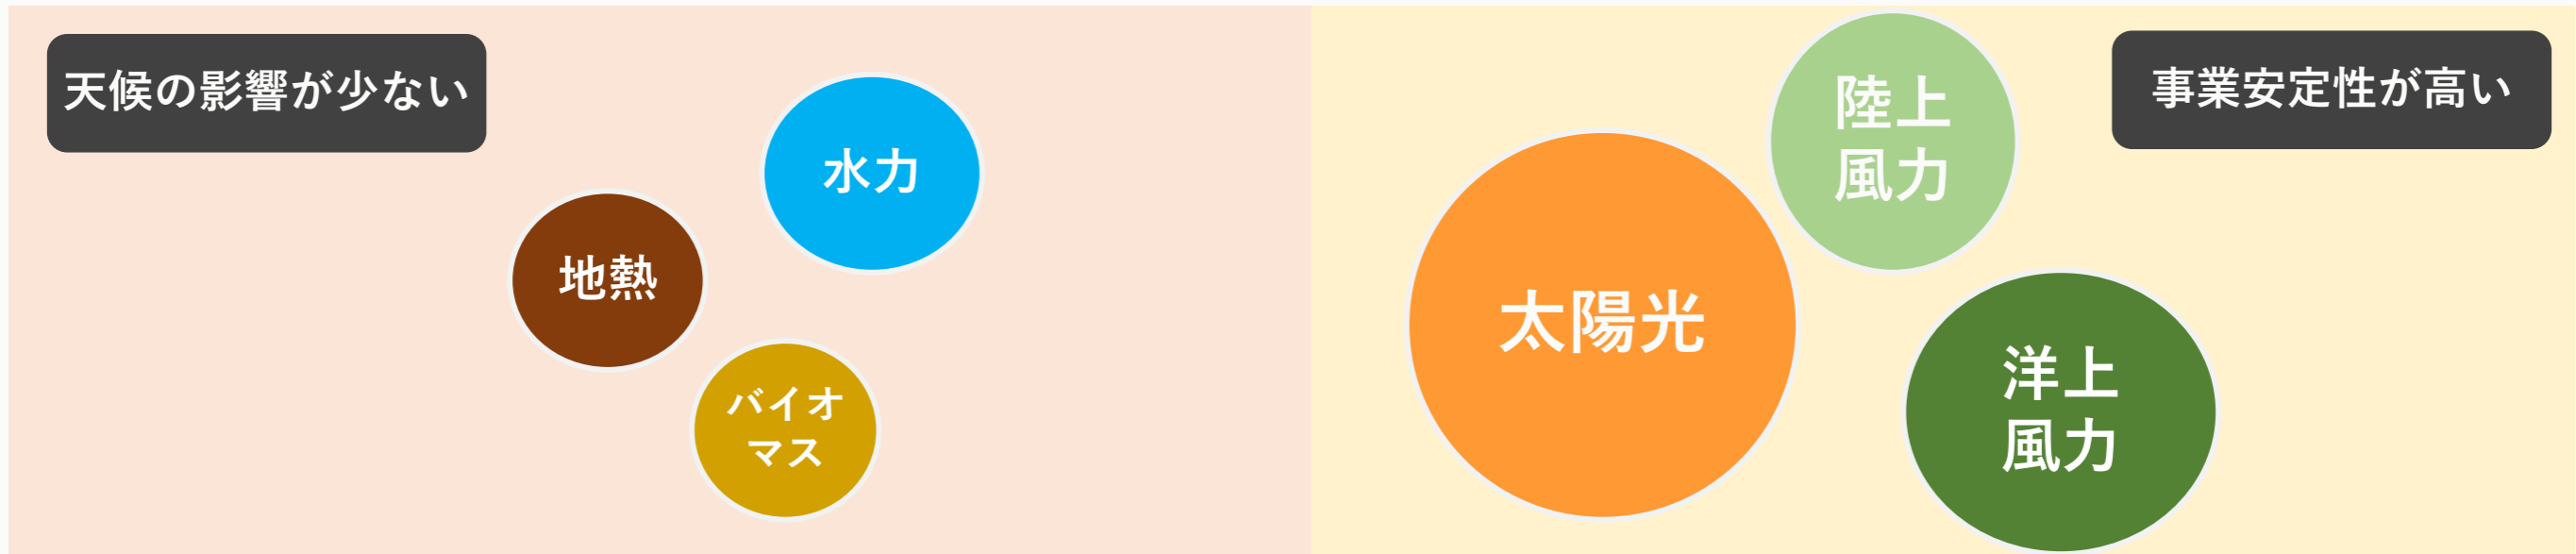 天候の影響が少ない
水力
地熱
バイオ
マス
事業安定性が高い
陸上
風力
太陽光
洋上
風力